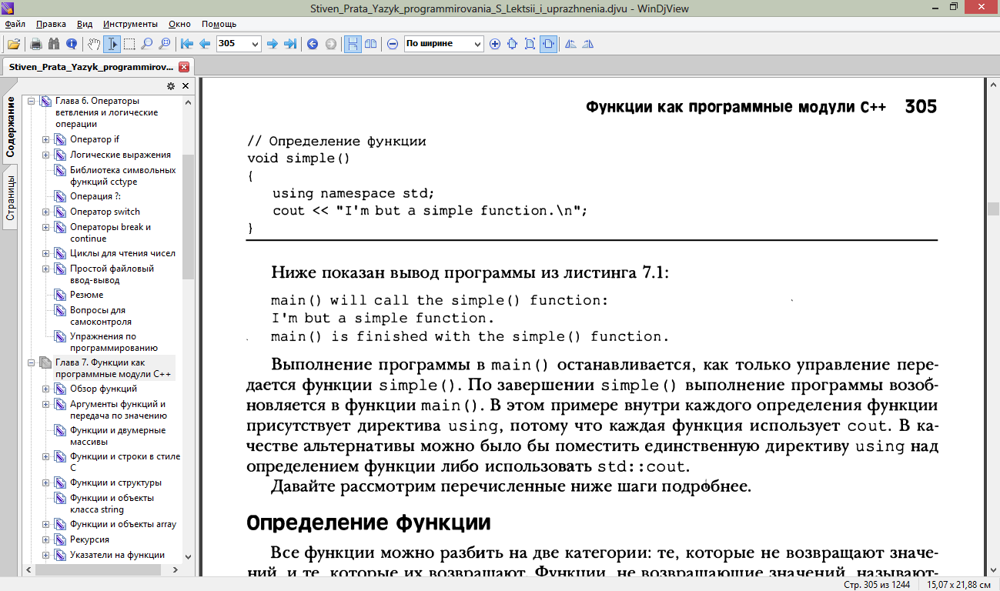 Stiven_Prata_Yazyk_programmirovania_S_Lektsii_i_uprazhnenia.djvu - WinDjView
Файл Правка Вид Инструменты Окно Помощь
305 По ширине
Stiven_Prata_Yazyk_programmirov...
Содержание
Страницы
Глава 6. Операторы
ветвления и логические
операции
Оператор if
Логические выражения
Библиотека символьных
функций cctype
Операция ?:
Оператор switch
Операторы break и
continue
Циклы для чтения чисел
Простой файловый
ввод-вывод
Резюме
Вопросы для
самоконтроля
Упражнения по
программированию
Глава 7. Функции как
программные модули C++
Обзор функций
Аргументы функций и
передача по значению
Функции и двумерные
массивы
Функции и строки в стиле
C
Функции и структуры
Функции и объекты
класса string
Функции и объекты array
Рекурсия
Указатели на функции
Функции как программные модули C++ 305
// Определение функции
void simple()
{
using namespace std;
cout << "I'm but a simple function.\n";
}
Ниже показан вывод программы из листинга 7.1:
main() will call the simple() function:
I'm but a simple function.
main() is finished with the simple() function.
Выполнение программы в main() останавливается, как только управление пере-
дается функции simple(). По завершении simple() выполнение программы возоб-
новляется в функции main(). В этом примере внутри каждого определения функции
присутствует директива using, потому что каждая функция использует cout. В ка-
честве альтернативы можно было бы поместить единственную директиву using над
определением функции либо использовать std::cout.
Давайте рассмотрим перечисленные ниже шаги подробнее.
Определение функции
Все функции можно разбить на две категории: те, которые не возвращают значе-
ний, и те, которые их возвращают. Функции, не возвращающие значений, называют-
Стр. 305 из 1244 15,07 x 21,88 см